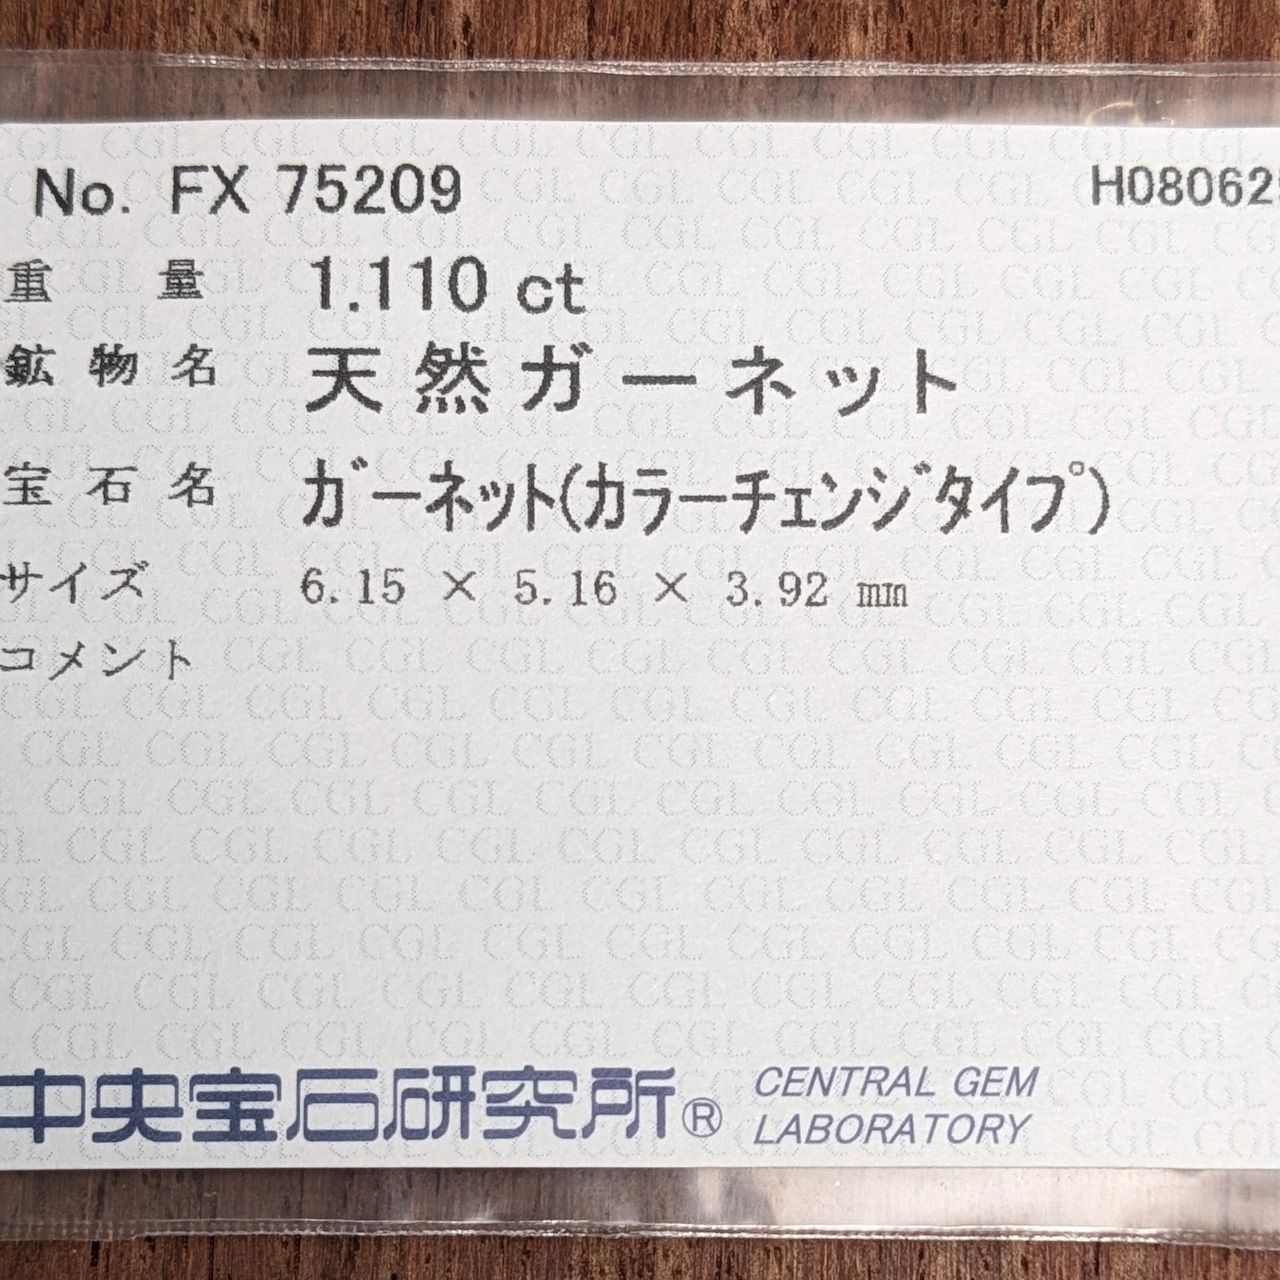 No. FX 75209 H08062
重量 1.110 ct
鉱物名 天然ガーネット
宝石名 ガーネット(カラーチェンジタイプ)
サイズ 6.15 × 5.16 × 3.92 mm
コメント
中央宝石研究所® CENTRAL GEM
LABORATORY